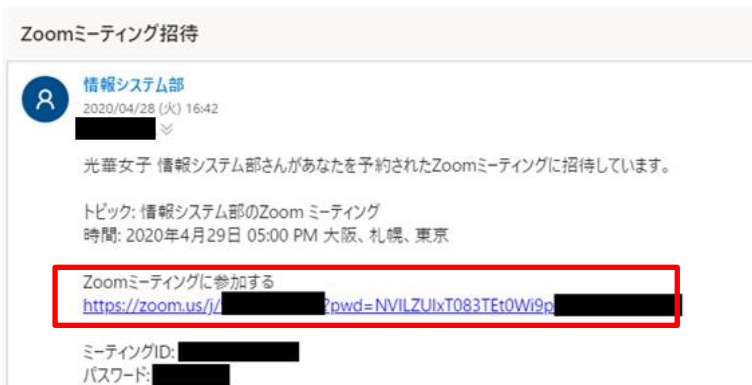 Zoomミーティング招待
情報システム部
2020/04/28 (火) 16:42
光華女子 情報システム部さんがあなたを予約されたZoomミーティングに招待しています。
トピック: 情報システム部のZoom ミーティング
時間: 2020年4月29日 05:00 PM 大阪、札幌、東京
Zoomミーティングに参加する
https://zoom.us/j/ ?pwd=NVILZUIxT083TEt0Wi9p
ミーティングID:
パスワード: